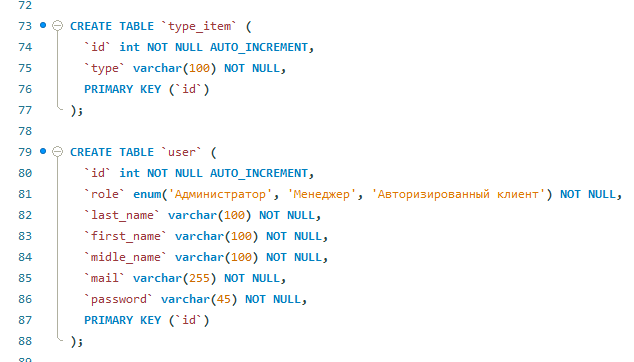 72
73 CREATE TABLE `type_item` (
74 `id` int NOT NULL AUTO_INCREMENT,
75 `type` varchar(100) NOT NULL,
76 PRIMARY KEY (`id`)
77 );
78
79 CREATE TABLE `user` (
80 `id` int NOT NULL AUTO_INCREMENT,
81 `role` enum('Администратор', 'Менеджер', 'Авторизированный клиент') NOT NULL,
82 `last_name` varchar(100) NOT NULL,
83 `first_name` varchar(100) NOT NULL,
84 `midle_name` varchar(100) NOT NULL,
85 `mail` varchar(255) NOT NULL,
86 `password` varchar(45) NOT NULL,
87 PRIMARY KEY (`id`)
88 );
89